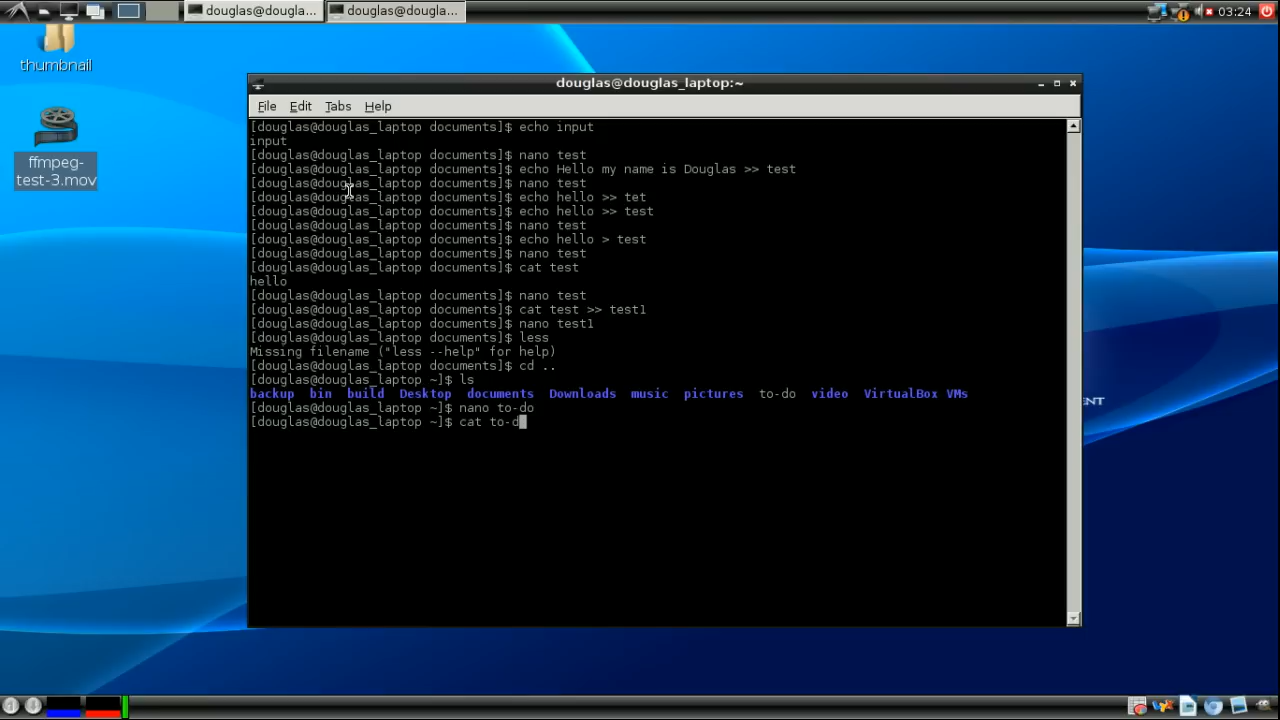 douglas@dougla... douglas@dougla... 03:24
thumbnail
ffmpeg-
test-3.mov
douglas@douglas_laptop:~
File Edit Tabs Help
[douglas@douglas_laptop documents]$ echo input
input
[douglas@douglas_laptop documents]$ nano test
[douglas@douglas_laptop documents]$ echo Hello my name is Douglas >> test
[douglas@douglas_laptop documents]$ nano test
[douglas@douglas_laptop documents]$ echo hello >> tet
[douglas@douglas_laptop documents]$ echo hello >> test
[douglas@douglas_laptop documents]$ nano test
[douglas@douglas_laptop documents]$ echo hello > test
[douglas@douglas_laptop documents]$ nano test
[douglas@douglas_laptop documents]$ cat test
hello
[douglas@douglas_laptop documents]$ nano test
[douglas@douglas_laptop documents]$ cat test >> test1
[douglas@douglas_laptop documents]$ nano test1
[douglas@douglas_laptop documents]$ less
Missing filename ("less --help" for help)
[douglas@douglas_laptop documents]$ cd ..
[douglas@douglas_laptop ~]$ ls
backup bin build Desktop documents Downloads music pictures to-do video VirtualBox VMs
[douglas@douglas_laptop ~]$ nano to-do
[douglas@douglas_laptop ~]$ cat to-d